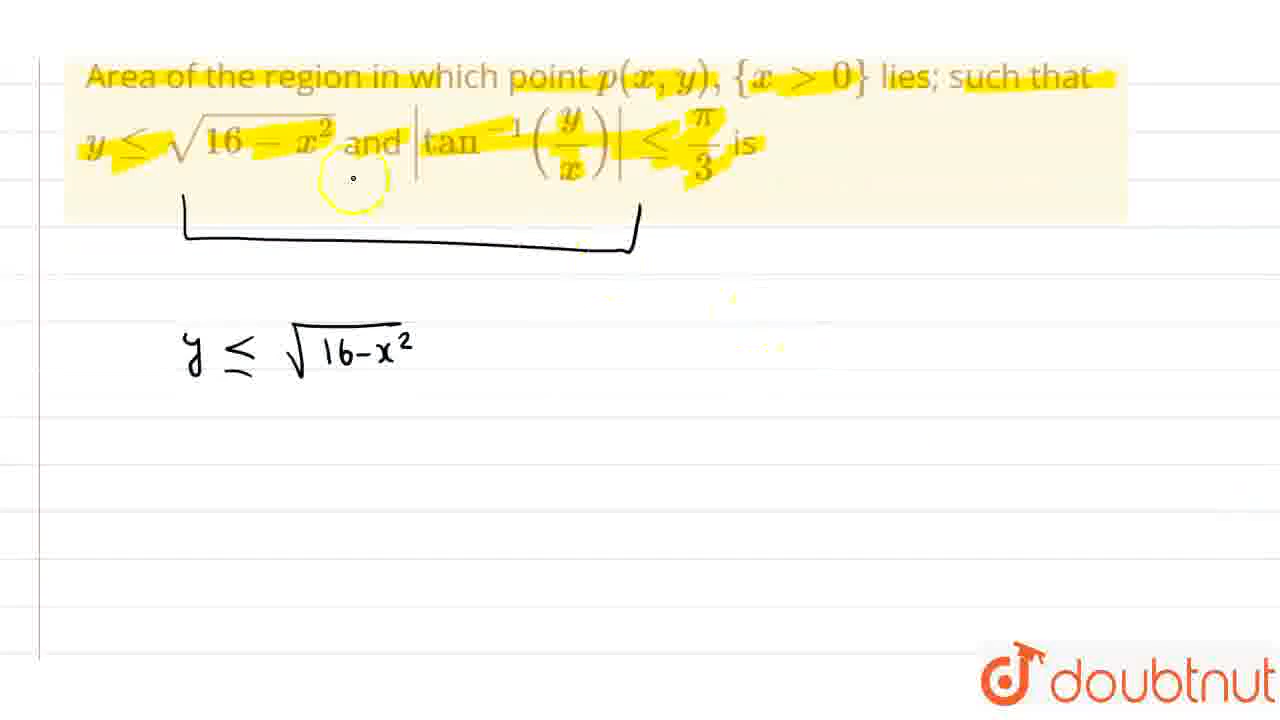 Area of the region in which point p(x, y), {x > 0} lies; such that
y ≤ √(16 − x²) and |tan⁻¹(y/x)| ≤ π/3 is
y ≤ √(16-x²)
doubtnut